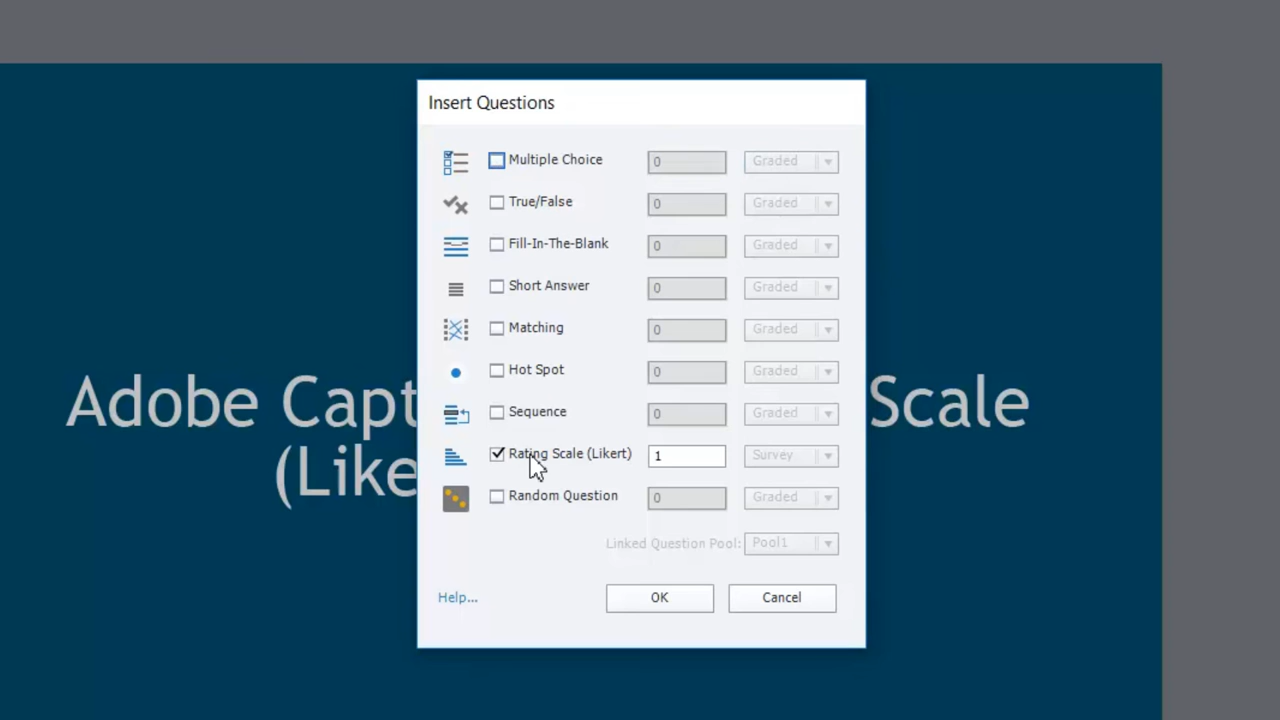 Insert Questions
Multiple Choice 0 Graded
True/False 0 Graded
Fill-In-The-Blank 0 Graded
Short Answer 0 Graded
Matching 0 Graded
Hot Spot 0 Graded
Sequence 0 Graded
Rating Scale (Likert) 1 Survey
Random Question 0 Graded
Linked Question Pool: Pool1
Help... OK Cancel
Adobe Capt Scale
(Like